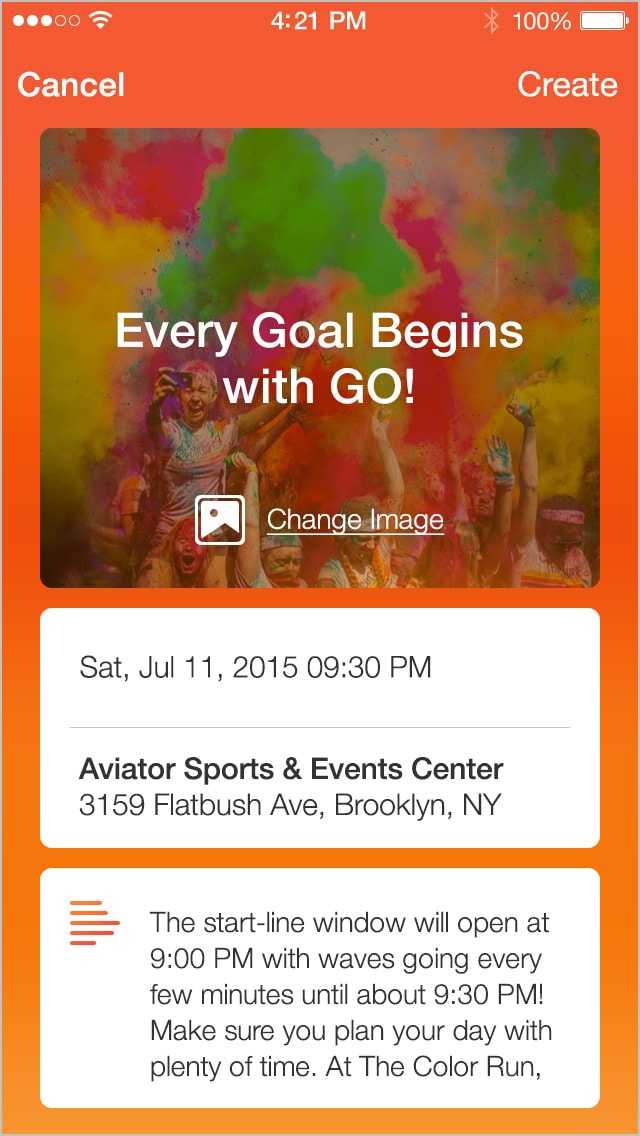 4:21 PM
100%
Cancel
Create
Every Goal Begins
with GO!
Change Image
Sat, Jul 11, 2015 09:30 PM
Aviator Sports & Events Center
3159 Flatbush Ave, Brooklyn, NY
The start-line window will open at
9:00 PM with waves going every
few minutes until about 9:30 PM!
Make sure you plan your day with
plenty of time. At The Color Run,